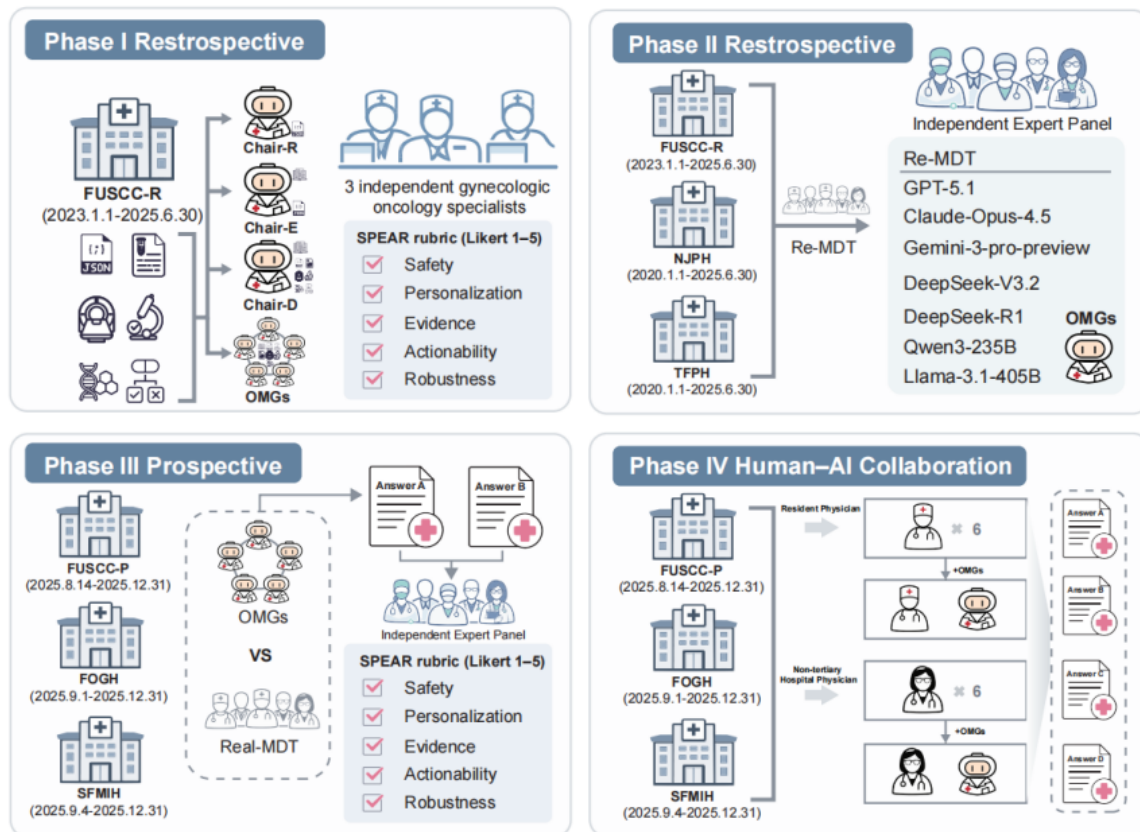 Phase I Restrospective
FUSCC-R
(2023.1.1-2025.6.30)
JSON
Chair-R
Chair-E
Chair-D
OMGs
3 independent gynecologic
oncology specialists
SPEAR rubric (Likert 1–5)
Safety
Personalization
Evidence
Actionability
Robustness
Phase II Restrospective
FUSCC-R
(2023.1.1-2025.6.30)
NJPH
(2020.1.1-2025.6.30)
TFPH
(2020.1.1-2025.6.30)
Re-MDT
Independent Expert Panel
Re-MDT
GPT-5.1
Claude-Opus-4.5
Gemini-3-pro-preview
DeepSeek-V3.2
DeepSeek-R1
Qwen3-235B
Llama-3.1-405B
OMGs
Phase III Prospective
FUSCC-P
(2025.8.14-2025.12.31)
FOGH
(2025.9.1-2025.12.31)
SFMIH
(2025.9.4-2025.12.31)
OMGs
VS
Real-MDT
Answer A
Answer B
Independent Expert Panel
SPEAR rubric (Likert 1–5)
Safety
Personalization
Evidence
Actionability
Robustness
Phase IV Human–AI Collaboration
FUSCC-P
(2025.8.14-2025.12.31)
FOGH
(2025.9.1-2025.12.31)
SFMIH
(2025.9.4-2025.12.31)
Resident Physician
× 6
+OMGs
Non-tertiary
Hospital Physician
× 6
+OMGs
Answer A
Answer B
Answer C
Answer D